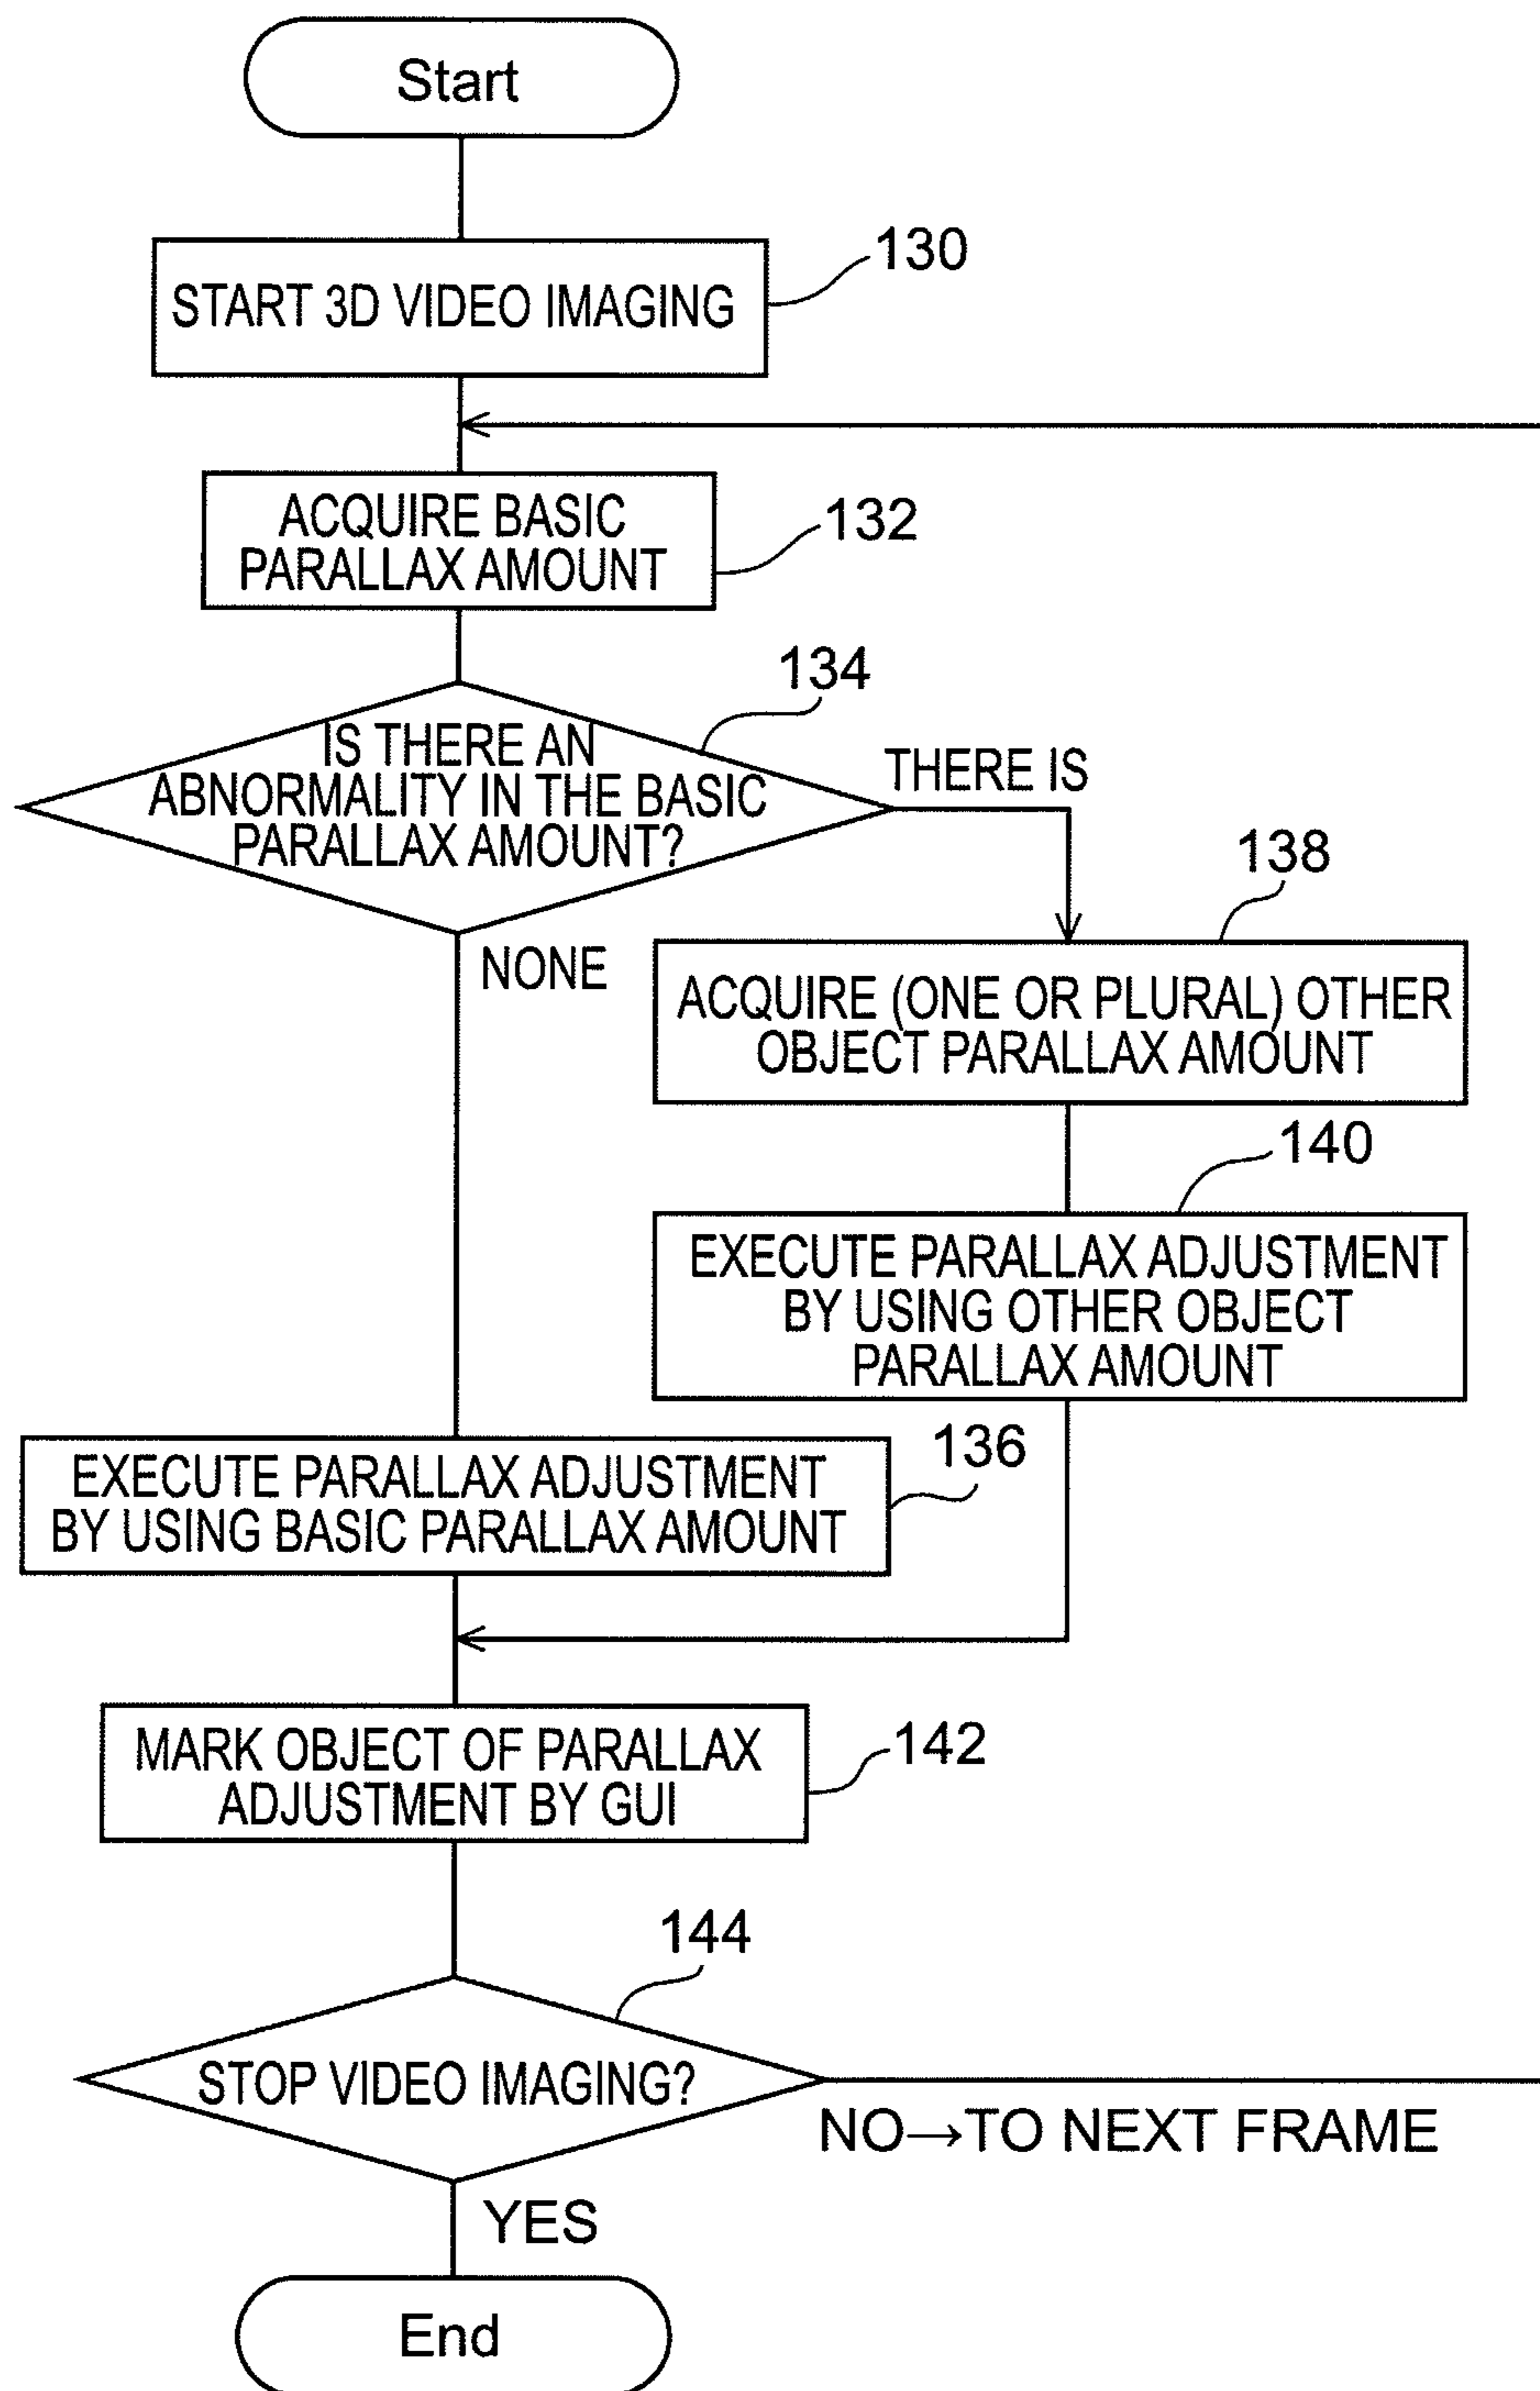 Start
130
START 3D VIDEO IMAGING
ACQUIRE BASIC
PARALLAX AMOUNT
132
134
IS THERE AN
ABNORMALITY IN THE BASIC
PARALLAX AMOUNT?
THERE IS
NONE
138
ACQUIRE (ONE OR PLURAL) OTHER
OBJECT PARALLAX AMOUNT
140
EXECUTE PARALLAX ADJUSTMENT
BY USING OTHER OBJECT
PARALLAX AMOUNT
136
EXECUTE PARALLAX ADJUSTMENT
BY USING BASIC PARALLAX AMOUNT
142
MARK OBJECT OF PARALLAX
ADJUSTMENT BY GUI
144
STOP VIDEO IMAGING?
NO→TO NEXT FRAME
YES
End